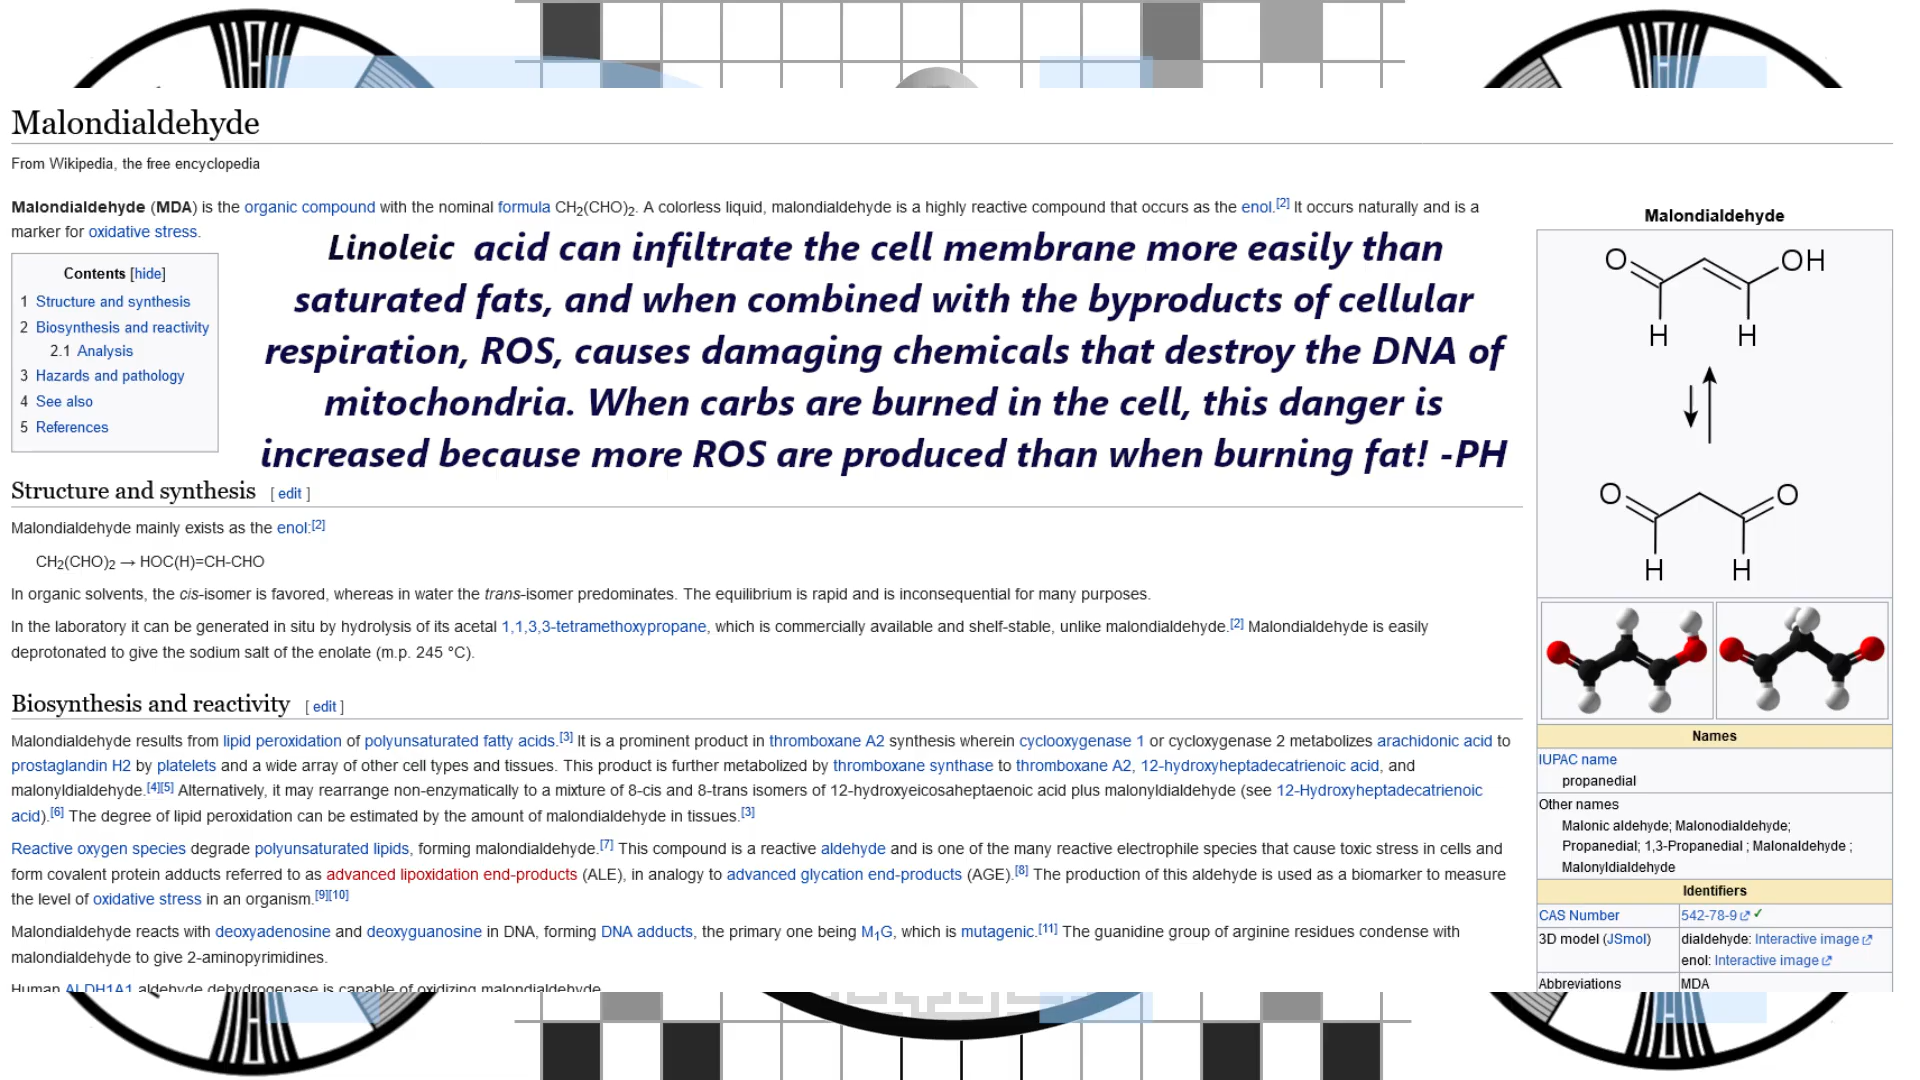 Malondialdehyde
From Wikipedia, the free encyclopedia
Malondialdehyde (MDA) is the organic compound with the nominal formula CH2(CHO)2. A colorless liquid, malondialdehyde is a highly reactive compound that occurs as the enol.[2] It occurs naturally and is a
marker for oxidative stress.
Linoleic acid can infiltrate the cell membrane more easily than
saturated fats, and when combined with the byproducts of cellular
respiration, ROS, causes damaging chemicals that destroy the DNA of
mitochondria. When carbs are burned in the cell, this danger is
increased because more ROS are produced than when burning fat! -PH
Contents [hide]
1 Structure and synthesis
2 Biosynthesis and reactivity
2.1 Analysis
3 Hazards and pathology
4 See also
5 References
Structure and synthesis [ edit ]
Malondialdehyde mainly exists as the enol:[2]
CH2(CHO)2 → HOC(H)=CH-CHO
In organic solvents, the cis-isomer is favored, whereas in water the trans-isomer predominates. The equilibrium is rapid and is inconsequential for many purposes.
In the laboratory it can be generated in situ by hydrolysis of its acetal 1,1,3,3-tetramethoxypropane, which is commercially available and shelf-stable, unlike malondialdehyde.[2] Malondialdehyde is easily
deprotonated to give the sodium salt of the enolate (m.p. 245 °C).
Biosynthesis and reactivity [ edit ]
Malondialdehyde results from lipid peroxidation of polyunsaturated fatty acids.[3] It is a prominent product in thromboxane A2 synthesis wherein cyclooxygenase 1 or cycloxygenase 2 metabolizes arachidonic acid to
prostaglandin H2 by platelets and a wide array of other cell types and tissues. This product is further metabolized by thromboxane synthase to thromboxane A2, 12-hydroxyheptadecatrienoic acid, and
malonyldialdehyde.[4][5] Alternatively, it may rearrange non-enzymatically to a mixture of 8-cis and 8-trans isomers of 12-hydroxyeicosaheptaenoic acid plus malonyldialdehyde (see 12-Hydroxyheptadecatrienoic
acid).[6] The degree of lipid peroxidation can be estimated by the amount of malondialdehyde in tissues.[3]
Reactive oxygen species degrade polyunsaturated lipids, forming malondialdehyde.[7] This compound is a reactive aldehyde and is one of the many reactive electrophile species that cause toxic stress in cells and
form covalent protein adducts referred to as advanced lipoxidation end-products (ALE), in analogy to advanced glycation end-products (AGE).[8] The production of this aldehyde is used as a biomarker to measure
the level of oxidative stress in an organism.[9][10]
Malondialdehyde reacts with deoxyadenosine and deoxyguanosine in DNA, forming DNA adducts, the primary one being M1G, which is mutagenic.[11] The guanidine group of arginine residues condense with
malondialdehyde to give 2-aminopyrimidines.
Human ALDH1A1 aldehyde dehydrogenase is capable of oxidizing malondialdehyde.
Malondialdehyde
O OH
H H
O O
H H
Names
IUPAC name
propanedial
Other names
Malonic aldehyde; Malonodialdehyde;
Propanedial; 1,3-Propanedial ; Malonaldehyde ;
Malonyldialdehyde
Identifiers
CAS Number 542-78-9 ✓
3D model (JSmol) dialdehyde: Interactive image
enol: Interactive image
Abbreviations MDA